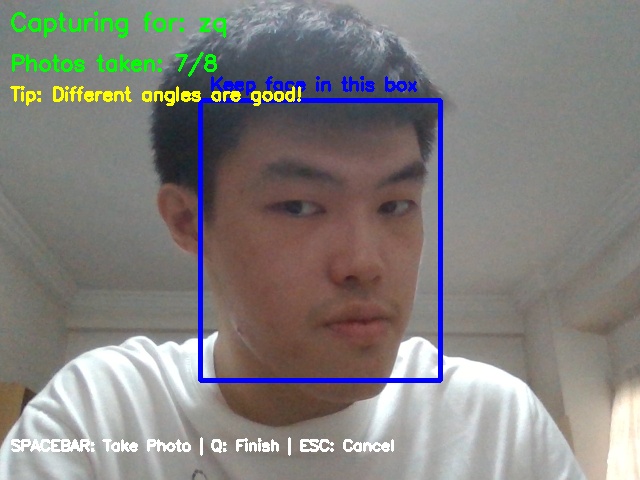 Capturing for: zq
Photos taken: 7/8
Keep face in this box
Tip: Different angles are good!
SPACEBAR: Take Photo | Q: Finish | ESC: Cancel